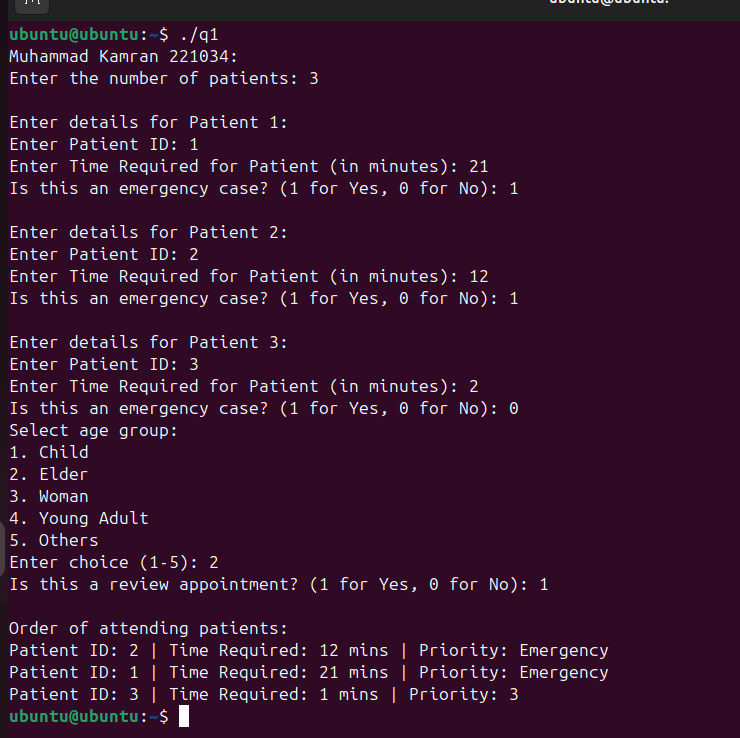 ubuntu@ubuntu:~$ ./q1
Muhammad Kamran 221034:
Enter the number of patients: 3

Enter details for Patient 1:
Enter Patient ID: 1
Enter Time Required for Patient (in minutes): 21
Is this an emergency case? (1 for Yes, 0 for No): 1

Enter details for Patient 2:
Enter Patient ID: 2
Enter Time Required for Patient (in minutes): 12
Is this an emergency case? (1 for Yes, 0 for No): 1

Enter details for Patient 3:
Enter Patient ID: 3
Enter Time Required for Patient (in minutes): 2
Is this an emergency case? (1 for Yes, 0 for No): 0
Select age group:
1. Child
2. Elder
3. Woman
4. Young Adult
5. Others
Enter choice (1-5): 2
Is this a review appointment? (1 for Yes, 0 for No): 1

Order of attending patients:
Patient ID: 2 | Time Required: 12 mins | Priority: Emergency
Patient ID: 1 | Time Required: 21 mins | Priority: Emergency
Patient ID: 3 | Time Required: 1 mins | Priority: 3
ubuntu@ubuntu:~$